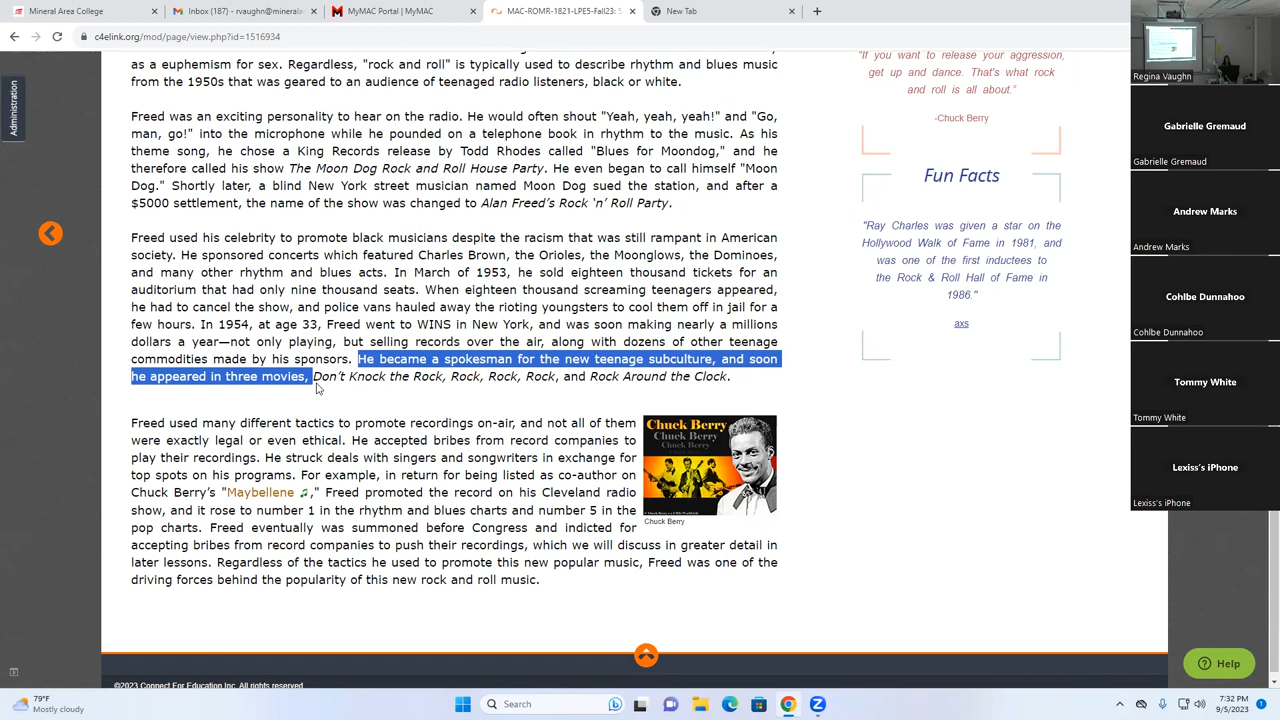 Mineral Area College
Inbox (187) - rvaughn@mineral
MyMAC Portal | MyMAC
MAC-ROMR-1821-LPE5-Fall23: 5
New Tab
c4elink.org/mod/page/view.php?id=1516934
Administration
as a euphemism for sex. Regardless, "rock and roll" is typically used to describe rhythm and blues music
from the 1950s that was geared to an audience of teenaged radio listeners, black or white.
Freed was an exciting personality to hear on the radio. He would often shout "Yeah, yeah, yeah!" and "Go,
man, go!" into the microphone while he pounded on a telephone book in rhythm to the music. As his
theme song, he chose a King Records release by Todd Rhodes called "Blues for Moondog," and he
therefore called his show The Moon Dog Rock and Roll House Party. He even began to call himself "Moon
Dog." Shortly later, a blind New York street musician named Moon Dog sued the station, and after a
$5000 settlement, the name of the show was changed to Alan Freed's Rock 'n' Roll Party.
Freed used his celebrity to promote black musicians despite the racism that was still rampant in American
society. He sponsored concerts which featured Charles Brown, the Orioles, the Moonglows, the Dominoes,
and many other rhythm and blues acts. In March of 1953, he sold eighteen thousand tickets for an
auditorium that had only nine thousand seats. When eighteen thousand screaming teenagers appeared,
he had to cancel the show, and police vans hauled away the rioting youngsters to cool them off in jail for a
few hours. In 1954, at age 33, Freed went to WINS in New York, and was soon making nearly a millions
dollars a year—not only playing, but selling records over the air, along with dozens of other teenage
commodities made by his sponsors. He became a spokesman for the new teenage subculture, and soon
he appeared in three movies, Don't Knock the Rock, Rock, Rock, Rock, and Rock Around the Clock.
Freed used many different tactics to promote records on-air, and not all of them
were exactly legal or even ethical. He accepted bribes from record companies to
play their recordings. He struck deals with singers and songwriters in exchange for
top spots on his programs. For example, in return for being listed as co-author on
Chuck Berry's "Maybellene ♫," Freed promoted the record on his Cleveland radio
show, and it rose to number 1 in the rhythm and blues charts and number 5 in the
pop charts. Freed eventually was summoned before Congress and indicted for
accepting bribes from record companies to push their recordings, which we will discuss in greater detail in
later lessons. Regardless of the tactics he used to promote this new popular music, Freed was one of the
driving forces behind the popularity of this new rock and roll music.
Chuck Berry
Chuck Berry
Chuck Berry
Chuck Berry
"If you want to release your aggression,
get up and dance. That's what rock
and roll is all about."
-Chuck Berry
Fun Facts
"Ray Charles was given a star on the
Hollywood Walk of Fame in 1981, and
was one of the first inductees to
the Rock & Roll Hall of Fame in
1986."
axs
©2023 Connect For Education Inc. All rights reserved
Help
Regina Vaughn
Gabrielle Gremaud
Gabrielle Gremaud
Andrew Marks
Andrew Marks
Cohlbe Dunnahoo
Cohlbe Dunnahoo
Tommy White
Tommy White
Lexiss's iPhone
Lexiss's iPhone
79°F
Mostly cloudy
Search
7:32 PM
9/5/2023
1